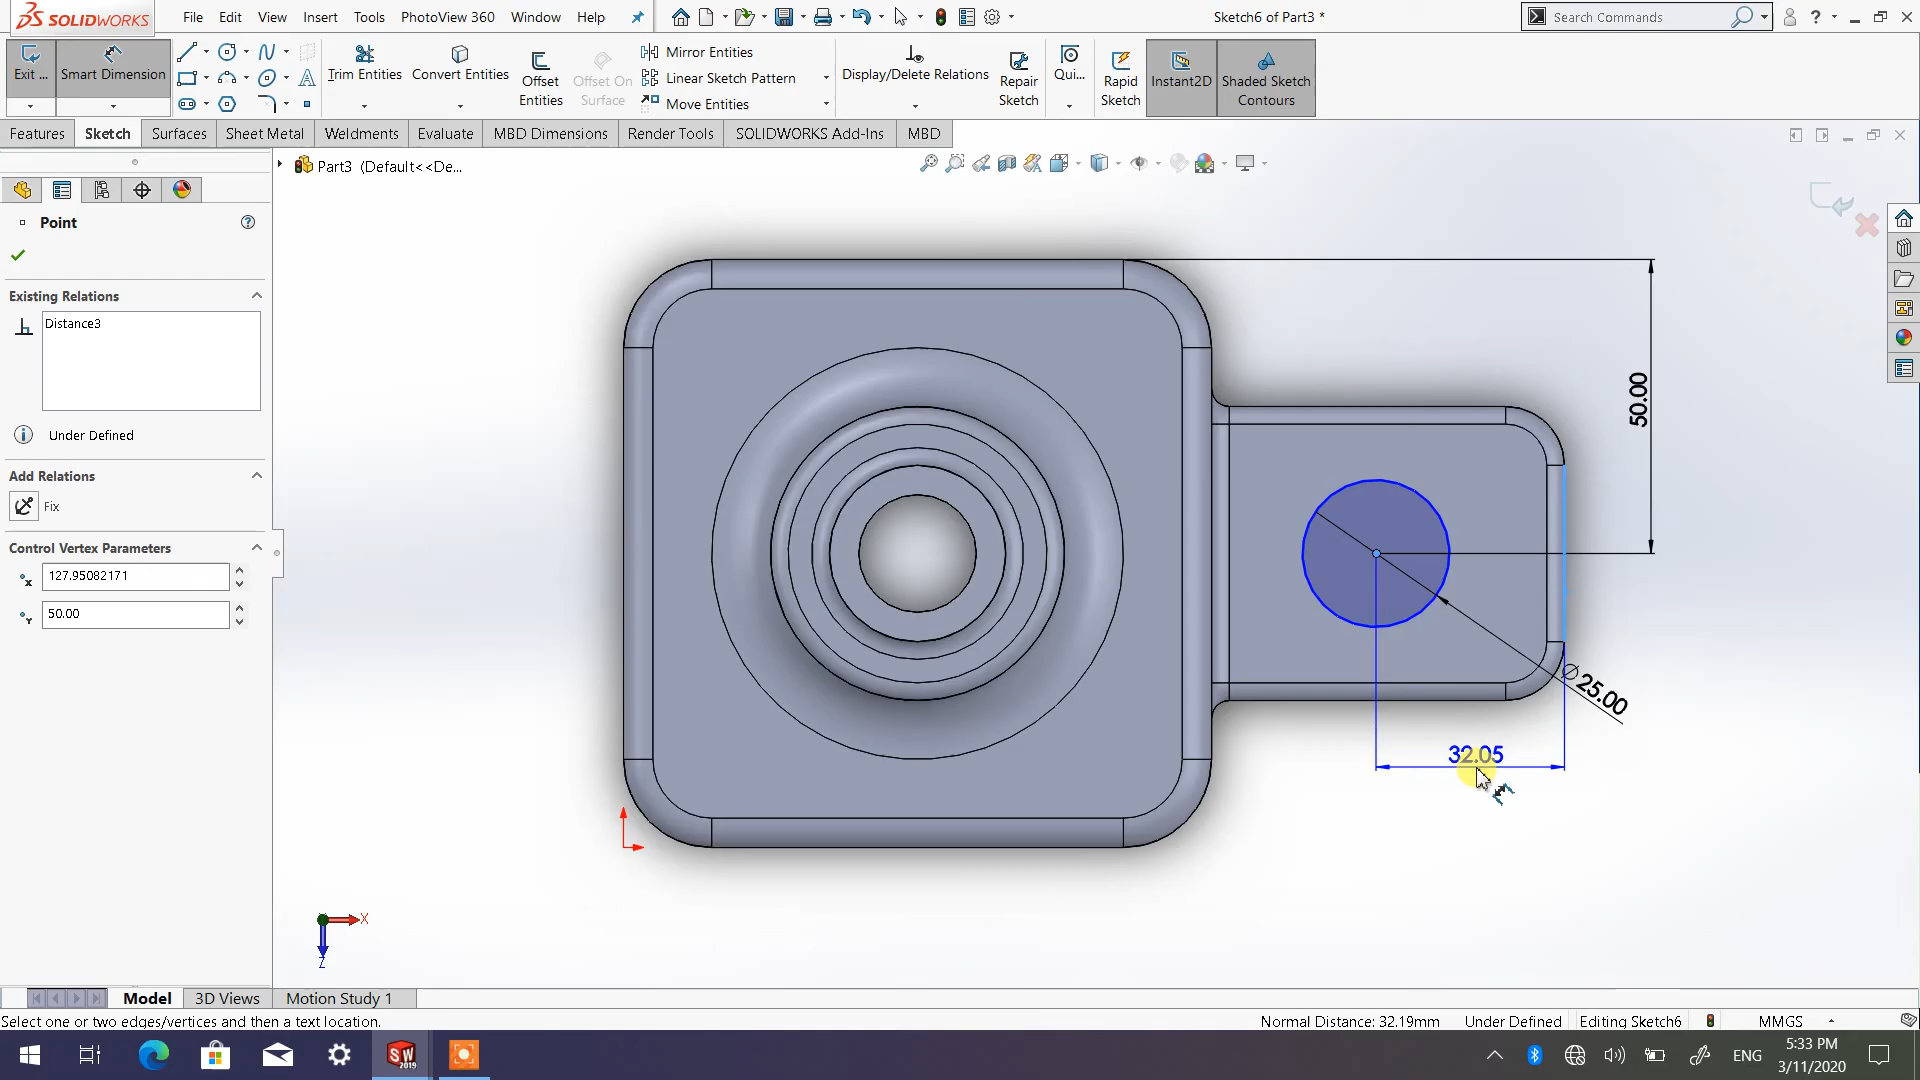 SOLIDWORKS
File Edit View Insert Tools PhotoView 360 Window Help
Sketch6 of Part3 *
Search Commands
Exit ...
Smart Dimension
Trim Entities
Convert Entities
Offset Entities
Offset On Surface
Mirror Entities
Linear Sketch Pattern
Move Entities
Display/Delete Relations
Repair Sketch
Qui...
Rapid Sketch
Instant2D
Shaded Sketch Contours
Features Sketch Surfaces Sheet Metal Weldments Evaluate MBD Dimensions Render Tools SOLIDWORKS Add-Ins MBD
Part3 (Default<<De...
Point
Existing Relations
Distance3
Under Defined
Add Relations
Fix
Control Vertex Parameters
X 127.95082171
Y 50.00
50.00
Ø25.00
32.05
X
Z
Model 3D Views Motion Study 1
Select one or two edges/vertices and then a text location.
Normal Distance: 32.19mm Under Defined Editing Sketch6 MMGS
SW 2019
ENG
5:33 PM
3/11/2020